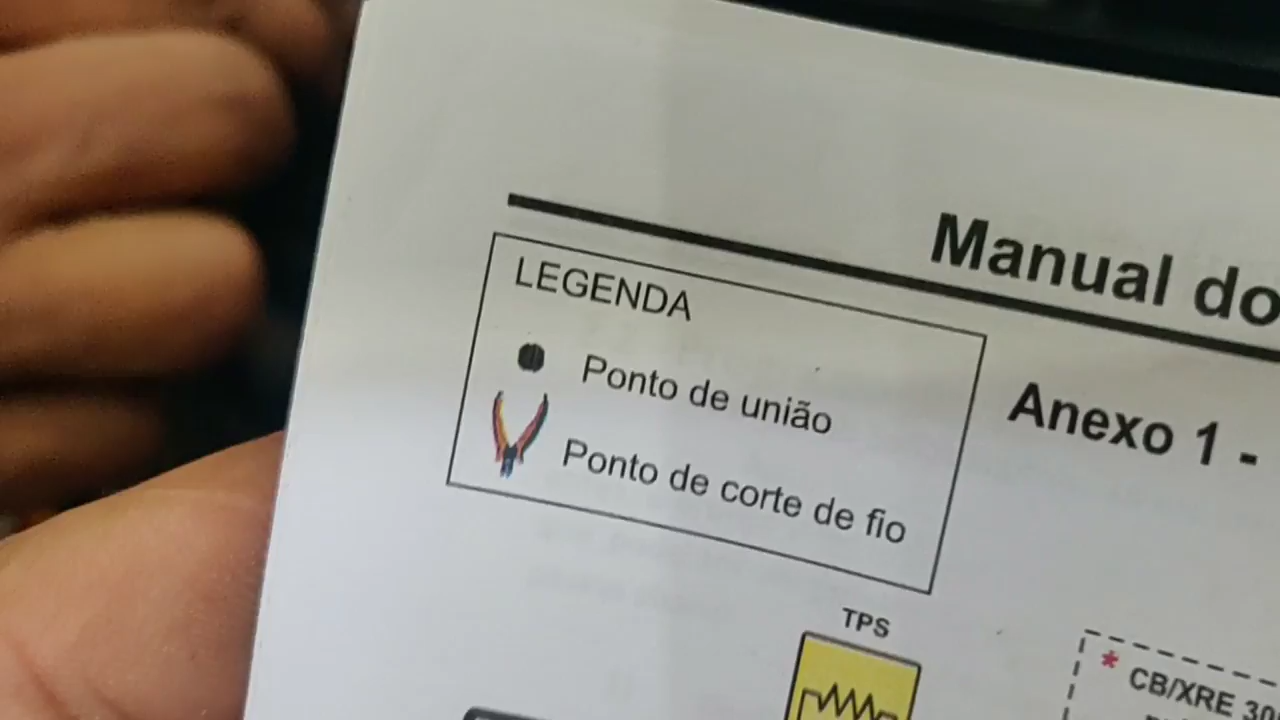 Manual do
LEGENDA
Ponto de união
Ponto de corte de fio
Anexo 1 -
TPS
* CB/XRE 30